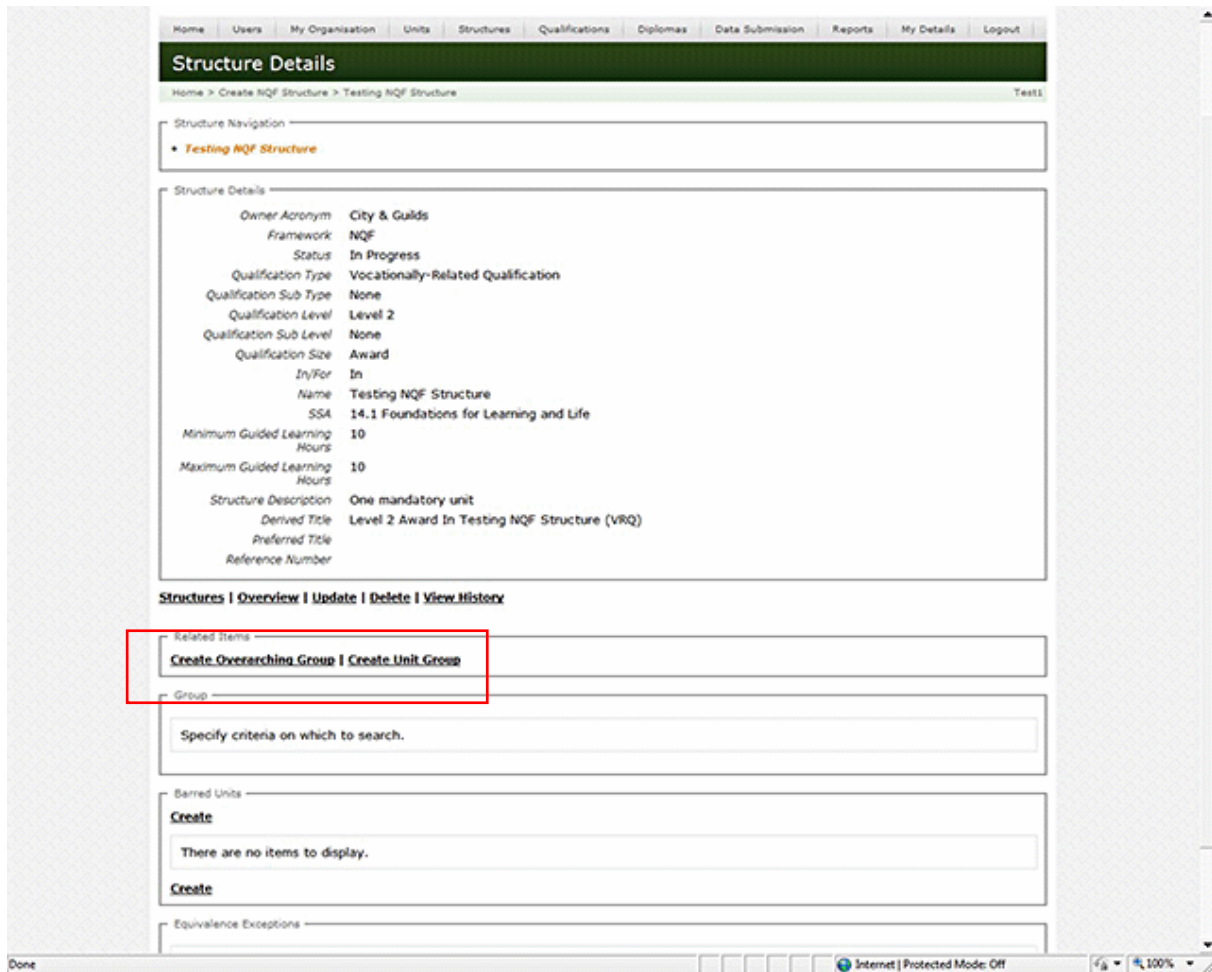 Home Users My Organisation Units Structures Qualifications Diplomas Data Submission Reports My Details Logout
Structure Details
Home > Create NQF Structure > Testing NQF Structure Test1
Structure Navigation
• Testing NQF Structure
Structure Details
Owner Acronym City & Guilds
Framework NQF
Status In Progress
Qualification Type Vocationally-Related Qualification
Qualification Sub Type None
Qualification Level Level 2
Qualification Sub Level None
Qualification Size Award
In/For In
Name Testing NQF Structure
SSA 14.1 Foundations for Learning and Life
Minimum Guided Learning 10
Hours
Maximum Guided Learning 10
Hours
Structure Description One mandatory unit
Derived Title Level 2 Award In Testing NQF Structure (VRQ)
Preferred Title
Reference Number
Structures | Overview | Update | Delete | View History
Related Items
Create Overarching Group | Create Unit Group
Group
Specify criteria on which to search.
Barred Units
Create
There are no items to display.
Create
Equivalence Exceptions
Done Internet | Protected Mode: Off 100%